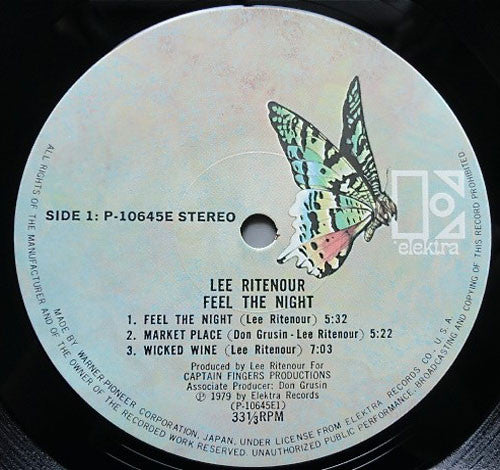 SIDE 1: P-10645E STEREO
elektra
LEE RITENOUR
FEEL THE NIGHT
1. FEEL THE NIGHT (Lee Ritenour) 5:32
2. MARKET PLACE (Don Grusin - Lee Ritenour) 5:22
3. WICKED WINE (Lee Ritenour) 7:03
Produced by Lee Ritenour For
CAPTAIN FINGERS PRODUCTIONS
Associate Producer: Don Grusin
Ⓟ 1979 by Elektra Records
(P-10645E1)
33⅓RPM
MADE BY WARNER-PIONEER CORPORATION, JAPAN, UNDER LICENSE FROM ELEKTRA RECORDS CO., U.S.A.
ALL RIGHTS OF THE MANUFACTURER AND OF THE OWNER OF THE RECORDED WORK RESERVED. UNAUTHORIZED PUBLIC PERFORMANCE, BROADCASTING AND COPYING OF THIS RECORD PROHIBITED.